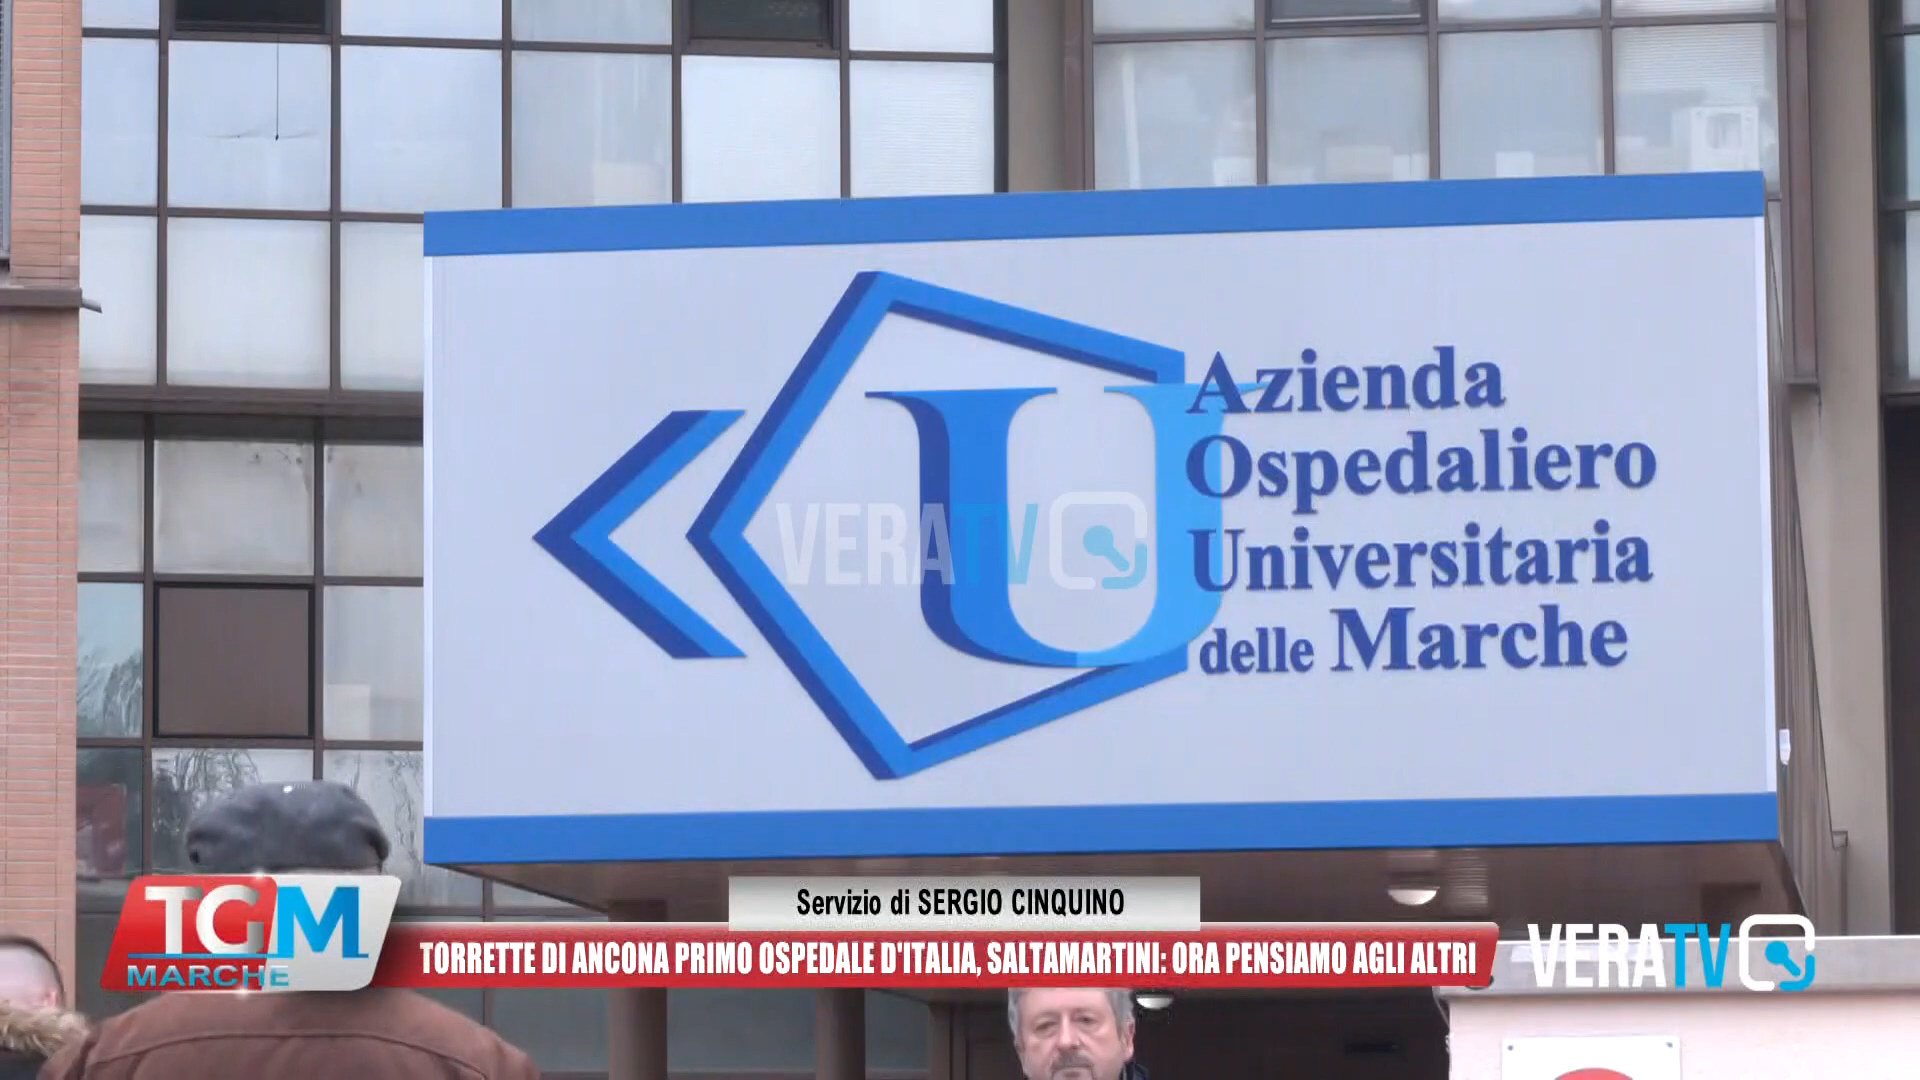 U
Azienda
Ospedaliero
Universitaria
delle Marche
VERATV
Servizio di SERGIO CINQUINO
TGM
MARCHE
TORRETTE DI ANCONA PRIMO OSPEDALE D'ITALIA, SALTAMARTINI: ORA PENSIAMO AGLI ALTRI
VERATV